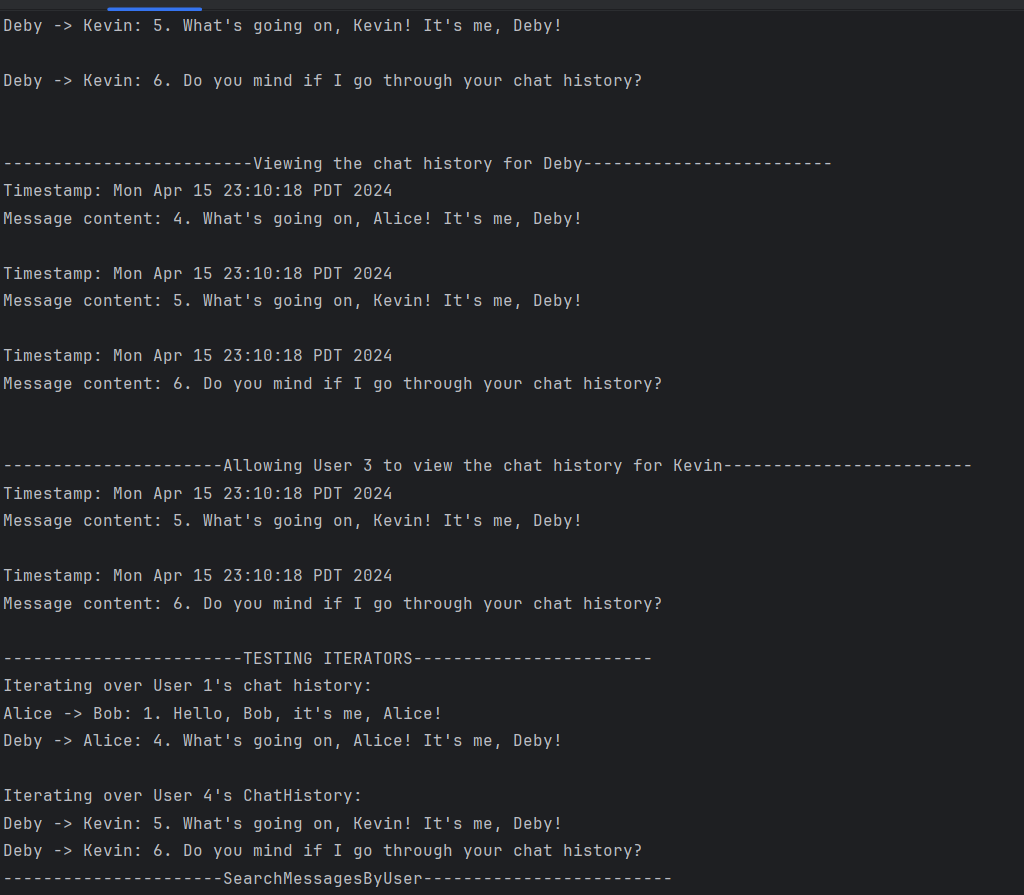 Deby -> Kevin: 5. What's going on, Kevin! It's me, Deby!
Deby -> Kevin: 6. Do you mind if I go through your chat history?
-------------------------Viewing the chat history for Deby-------------------------
Timestamp: Mon Apr 15 23:10:18 PDT 2024
Message content: 4. What's going on, Alice! It's me, Deby!
Timestamp: Mon Apr 15 23:10:18 PDT 2024
Message content: 5. What's going on, Kevin! It's me, Deby!
Timestamp: Mon Apr 15 23:10:18 PDT 2024
Message content: 6. Do you mind if I go through your chat history?
----------------------Allowing User 3 to view the chat history for Kevin-------------------------
Timestamp: Mon Apr 15 23:10:18 PDT 2024
Message content: 5. What's going on, Kevin! It's me, Deby!
Timestamp: Mon Apr 15 23:10:18 PDT 2024
Message content: 6. Do you mind if I go through your chat history?
------------------------TESTING ITERATORS------------------------
Iterating over User 1's chat history:
Alice -> Bob: 1. Hello, Bob, it's me, Alice!
Deby -> Alice: 4. What's going on, Alice! It's me, Deby!
Iterating over User 4's ChatHistory:
Deby -> Kevin: 5. What's going on, Kevin! It's me, Deby!
Deby -> Kevin: 6. Do you mind if I go through your chat history?
----------------------SearchMessagesByUser-------------------------